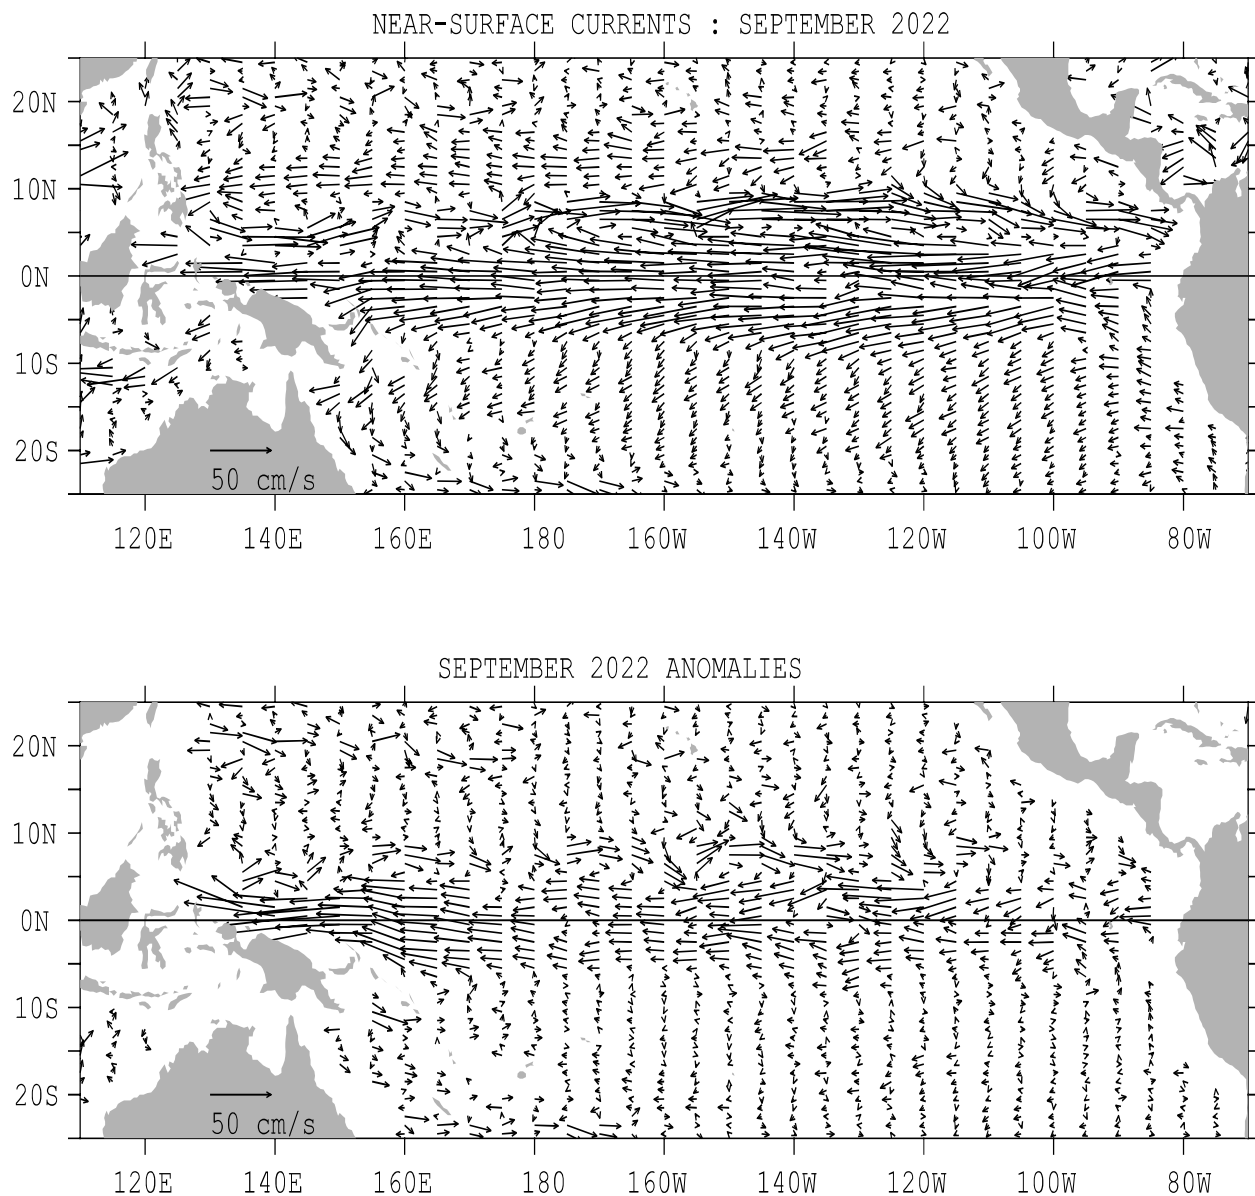 NEAR-SURFACE CURRENTS : SEPTEMBER 2022
20N
10N
0N
10S
20S
50 cm/s
120E 140E 160E 180 160W 140W 120W 100W 80W
SEPTEMBER 2022 ANOMALIES
20N
10N
0N
10S
20S
50 cm/s
120E 140E 160E 180 160W 140W 120W 100W 80W